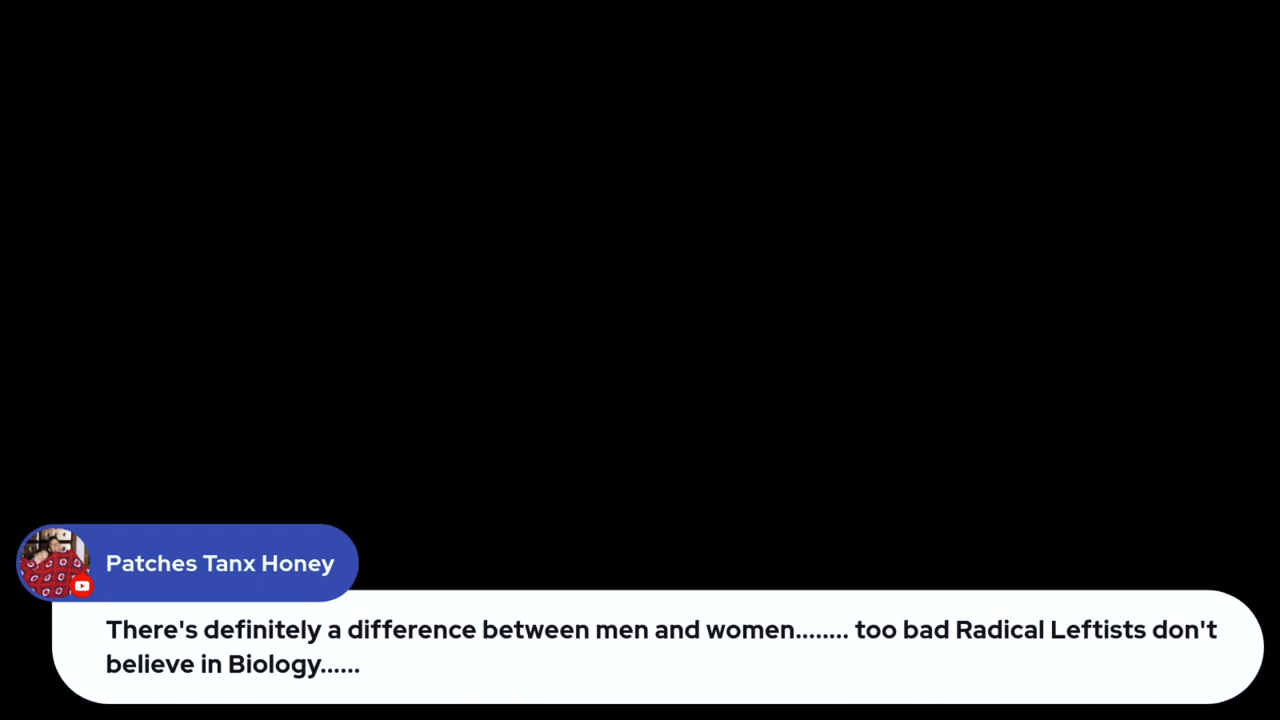 Patches Tanx Honey
There's definitely a difference between men and women........ too bad Radical Leftists don't
believe in Biology......